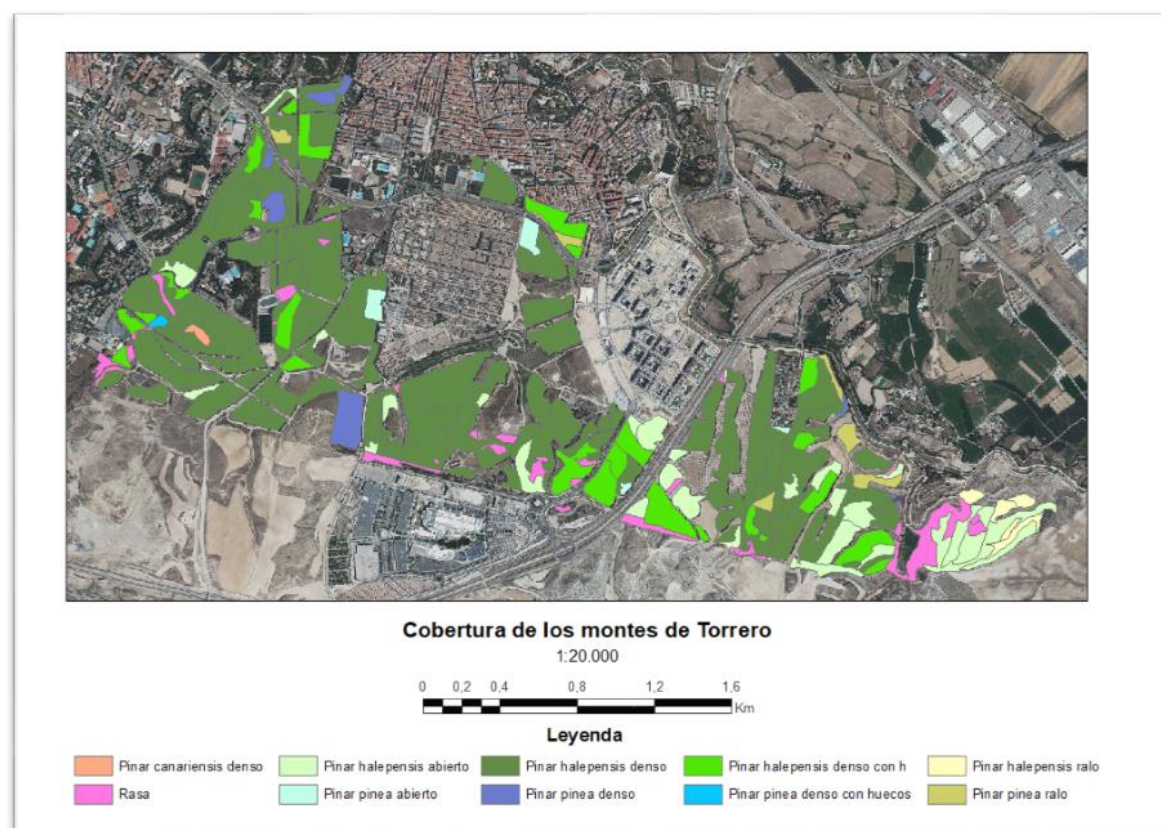 Cobertura de los montes de Torrero
1:20.000
0 0,2 0,4 0,8 1,2 1,6
Km
Leyenda
Pinar canariensis denso Pinar halepensis abierto Pinar halepensis denso Pinar halepensis denso con h Pinar halepensis ralo
Rasa Pinar pinea abierto Pinar pinea denso Pinar pinea denso con huecos Pinar pinea ralo